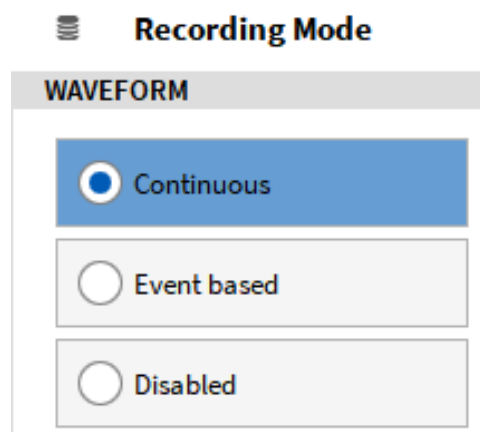 Recording Mode
WAVEFORM
Continuous
Event based
Disabled